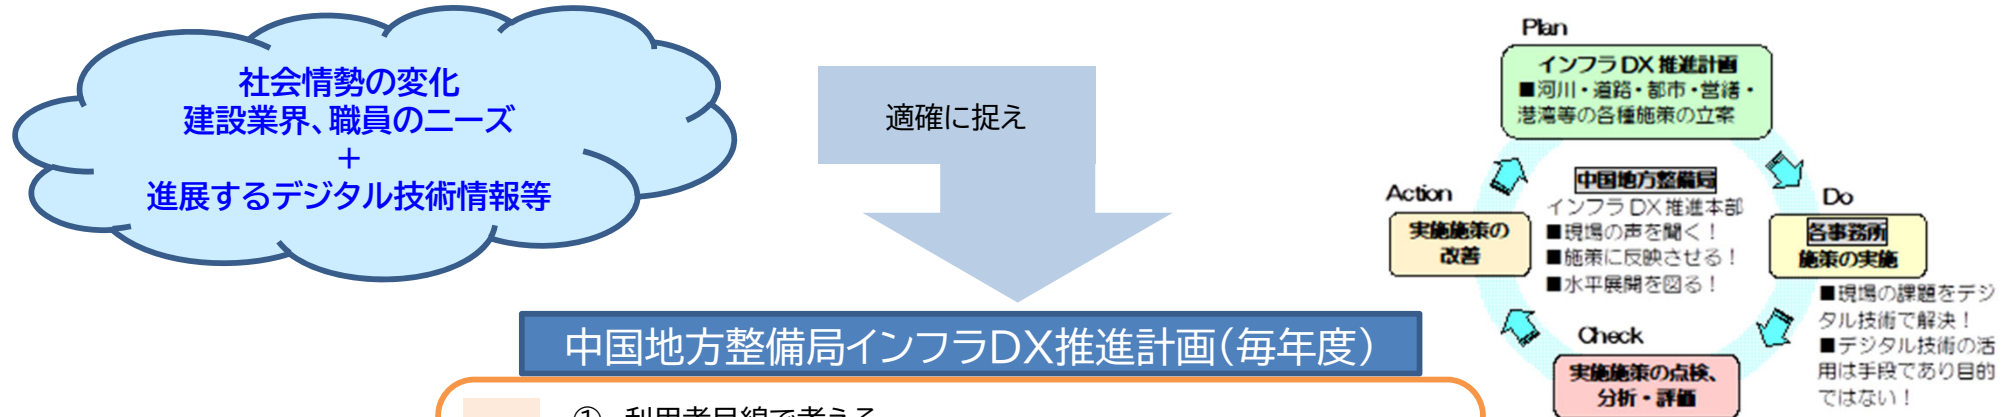 社会情勢の変化
建設業界、職員のニーズ
+
進展するデジタル技術情報等
適確に捉え
中国地方整備局インフラDX推進計画(毎年度)
① 利用者目線で考える
Plan
インフラDX推進計画
■河川・道路・都市・営繕・
港湾等の各種施策の立案
中国地方整備局
インフラDX推進本部
■現場の声を聞く!
■施策に反映させる!
■水平展開を図る!
Do
各事務所
施策の実施
■現場の課題をデジ
タル技術で解決!
■デジタル技術の活
用は手段であり目的
ではない!
Check
実施施策の点検、
分析・評価
Action
実施施策の
改善